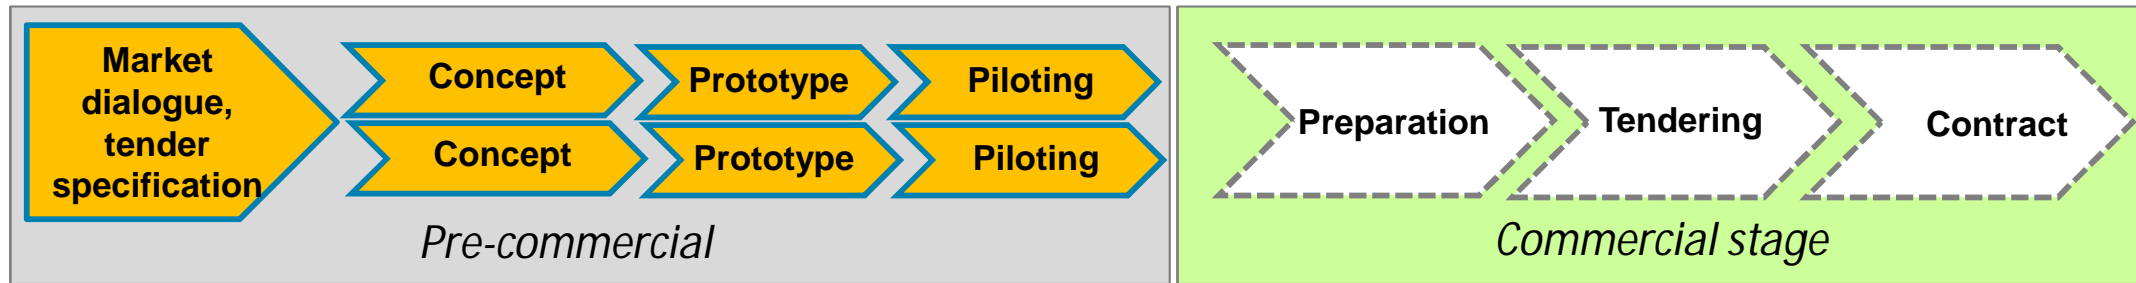 Market
dialogue,
tender
specification
Concept
Prototype
Piloting
Concept
Prototype
Piloting
Pre-commercial
Preparation
Tendering
Contract
Commercial stage